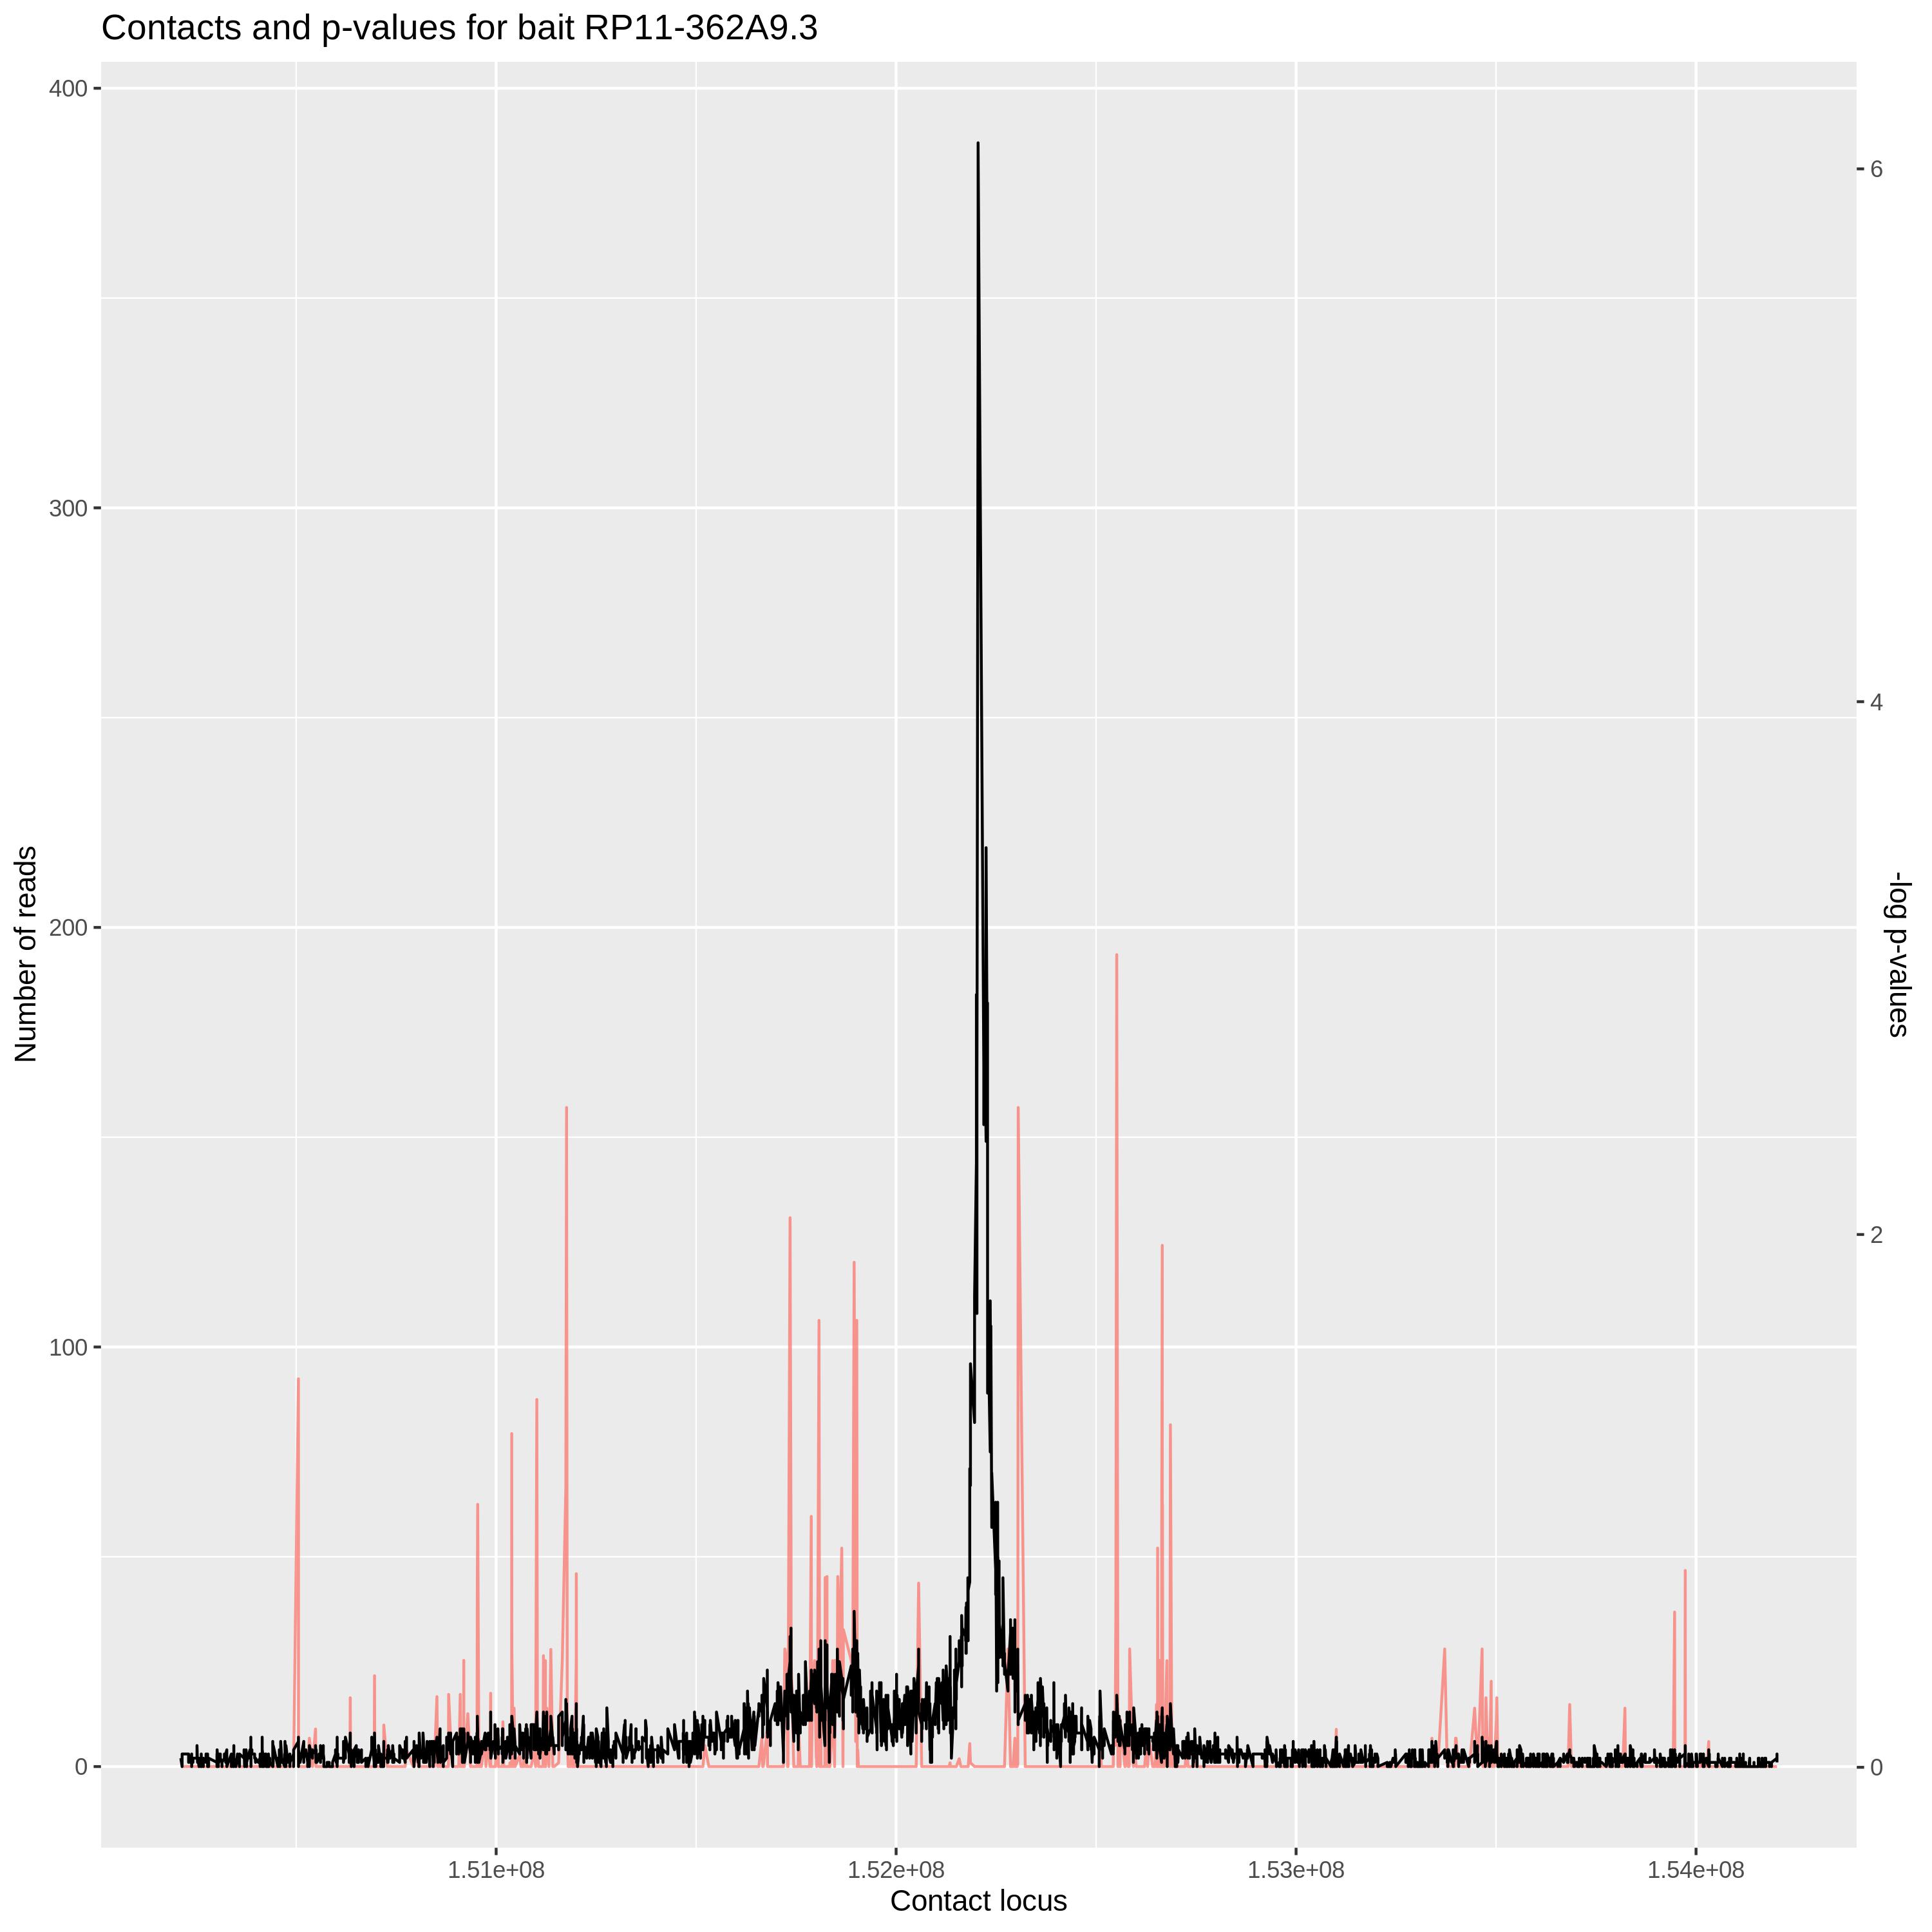 Contacts and p-values for bait RP11-362A9.3
400
300
200
100
0
Number of reads
6
4
2
0
-log p-values
1.51e+08
1.52e+08
1.53e+08
1.54e+08
Contact locus